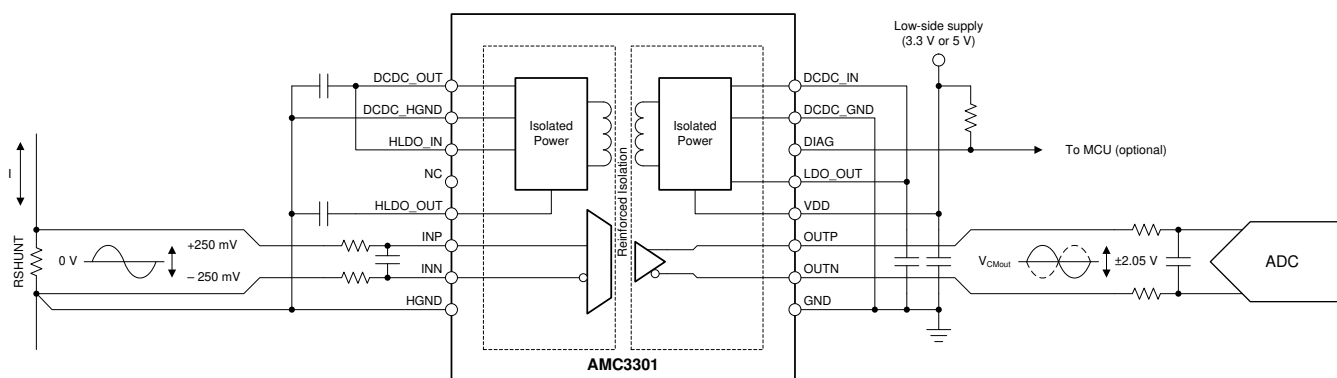 Low-side supply
(3.3 V or 5 V)
DCDC_OUT
DCDC_HGND
HLDO_IN
NC
HLDO_OUT
INP
INN
HGND
Isolated
Power
Reinforced Isolation
Isolated
Power
DCDC_IN
DCDC_GND
DIAG
LDO_OUT
VDD
OUTP
OUTN
GND
To MCU (optional)
I
RSHUNT
0 V
+250 mV
– 250 mV
VCMout
±2.05 V
ADC
AMC3301